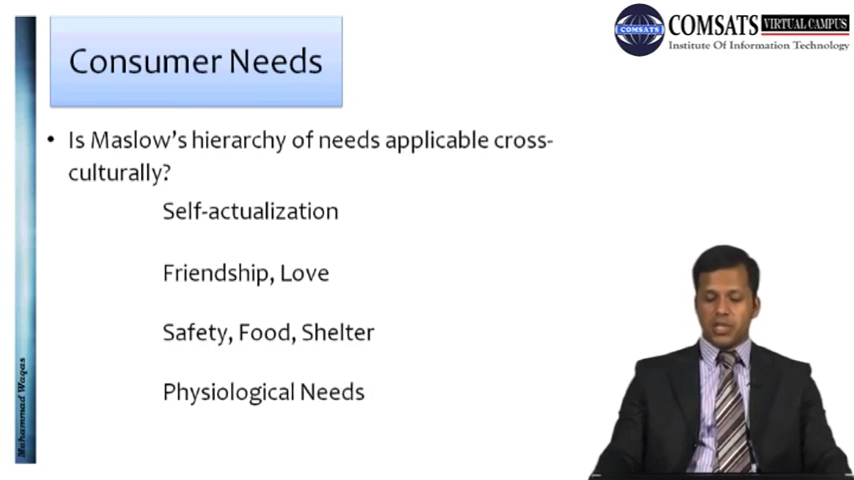 Consumer Needs
COMSATS
COMSATS VIRTUAL CAMPUS
Institute Of Information Technology
• Is Maslow's hierarchy of needs applicable cross-
culturally?
Self-actualization
Friendship, Love
Safety, Food, Shelter
Physiological Needs
Muhammad Waqas